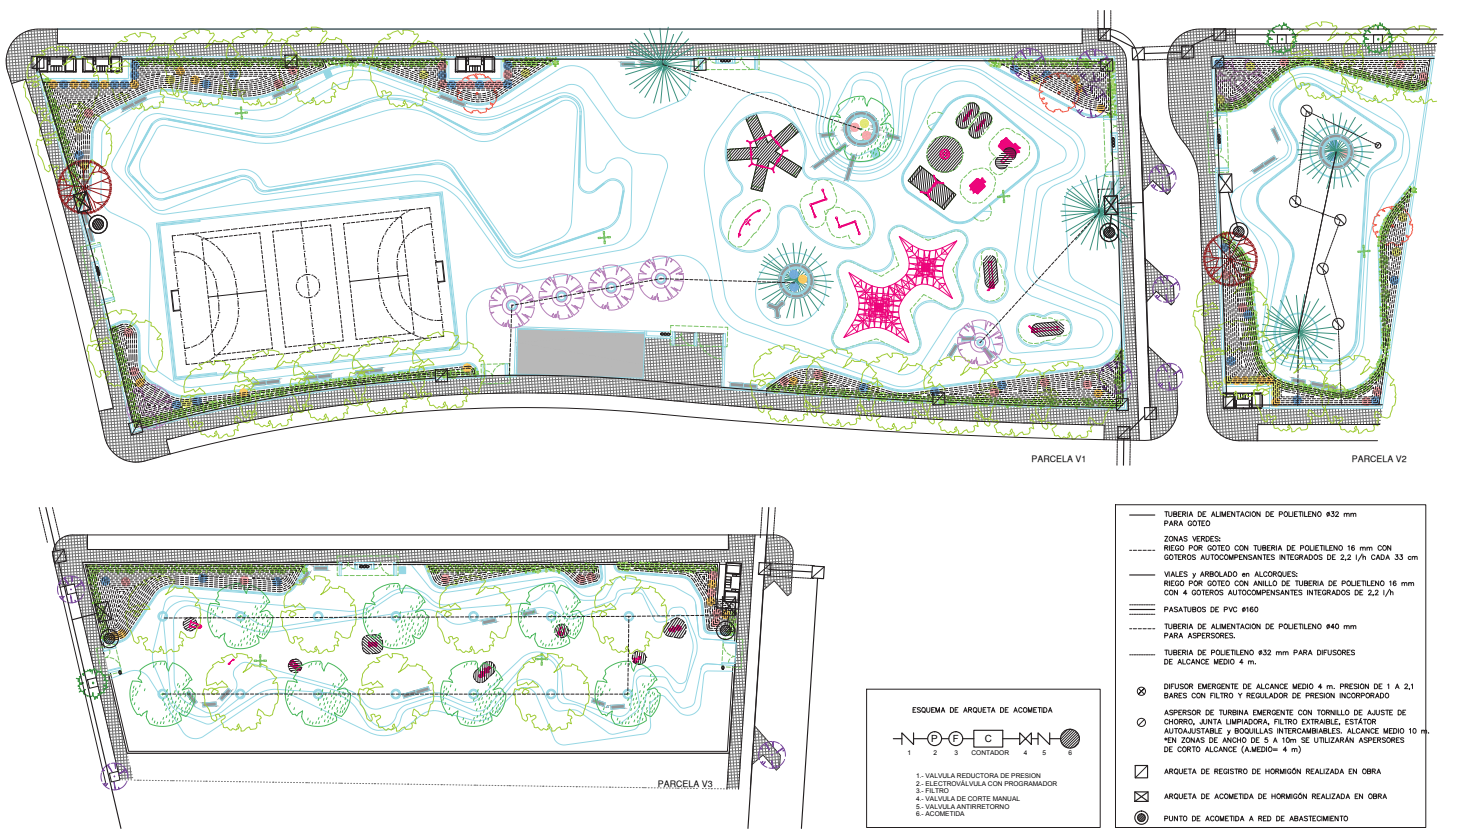 PARCELA V1
PARCELA V2
PARCELA V3
ESQUEMA DE ARQUETA DE ACOMETIDA
N P F C N
1 2 3 CONTADOR 4 5 6
1.- VALVULA REDUCTORA DE PRESION
2.- ELECTROVÁLVULA CON PROGRAMADOR
3.- FILTRO
4.- VALVULA DE CORTE MANUAL
5.- VALVULA ANTIRRETORNO
6.- ACOMETIDA
TUBERIA DE ALIMENTACION DE POLIETILENO ø32 mm
PARA GOTEO
ZONAS VERDES:
RIEGO POR GOTEO CON TUBERIA DE POLIETILENO 16 mm CON
GOTEROS AUTOCOMPENSANTES INTEGRADOS DE 2,2 l/h CADA 33 cm
VIALES y ARBOLADO en ALCORQUES:
RIEGO POR GOTEO CON ANILLO DE TUBERIA DE POLIETILENO 16 mm
CON 4 GOTEROS AUTOCOMPENSANTES INTEGRADOS DE 2,2 l/h
PASATUBOS DE PVC ø160
TUBERIA DE ALIMENTACION DE POLIETILENO ø40 mm
PARA ASPERSORES.
TUBERIA DE POLIETILENO ø32 mm PARA DIFUSORES
DE ALCANCE MEDIO 4 m.
DIFUSOR EMERGENTE DE ALCANCE MEDIO 4 m. PRESION DE 1 A 2,1
BARES CON FILTRO Y REGULADOR DE PRESION INCORPORADO
ASPERSOR DE TURBINA EMERGENTE CON TORNILLO DE AJUSTE DE
CHORRO, JUNTA LIMPIADORA, FILTRO EXTRAIBLE, ESTÁTOR
AUTOAJUSTABLE y BOQUILLAS INTERCAMBIABLES. ALCANCE MEDIO 10 m.
*EN ZONAS DE ANCHO DE 5 A 10m SE UTILIZARÁN ASPERSORES
DE CORTO ALCANCE (A.MEDIO= 4 m)
ARQUETA DE REGISTRO DE HORMIGÓN REALIZADA EN OBRA
ARQUETA DE ACOMETIDA DE HORMIGÓN REALIZADA EN OBRA
PUNTO DE ACOMETIDA A RED DE ABASTECIMIENTO